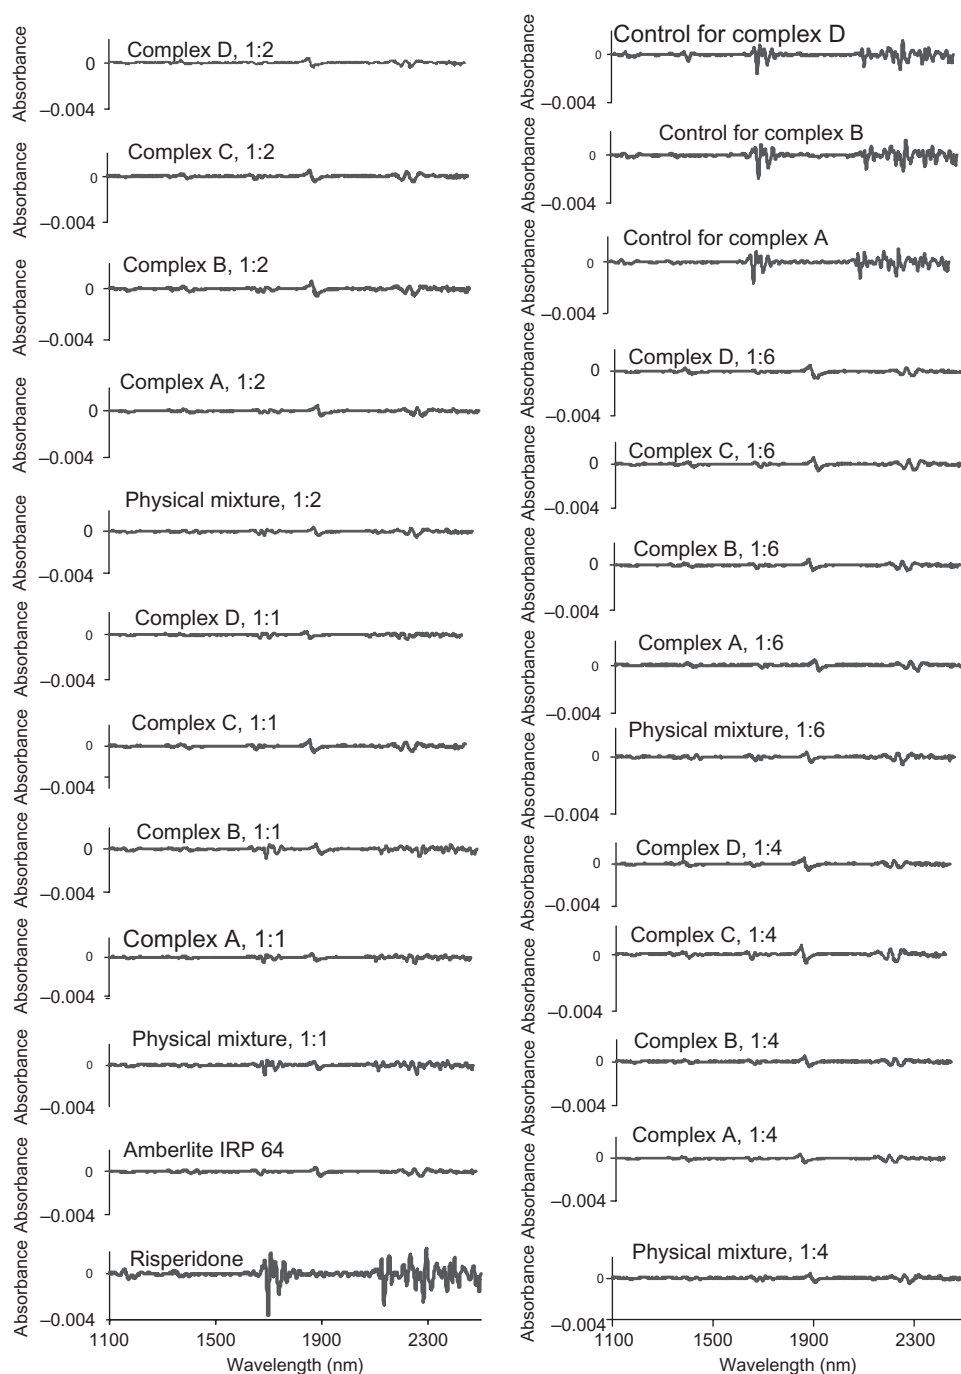 Absorbance
Complex D, 1:2
0
–0.004
Absorbance
Complex C, 1:2
0
–0.004
Absorbance
Complex B, 1:2
0
–0.004
Absorbance
Complex A, 1:2
0
–0.004
Absorbance
Physical mixture, 1:2
0
–0.004
Absorbance
Complex D, 1:1
0
–0.004
Absorbance
Complex C, 1:1
0
–0.004
Absorbance
Complex B, 1:1
0
–0.004
Absorbance
Complex A, 1:1
0
–0.004
Absorbance
Physical mixture, 1:1
0
–0.004
Absorbance
Amberlite IRP 64
0
–0.004
Absorbance
Risperidone
0
–0.004
1100 1500 1900 2300
Wavelength (nm)
Absorbance
Control for complex D
0
–0.004
Absorbance
Control for complex B
0
–0.004
Absorbance
Control for complex A
0
–0.004
Absorbance
Complex D, 1:6
0
–0.004
Absorbance
Complex C, 1:6
0
–0.004
Absorbance
Complex B, 1:6
0
–0.004
Absorbance
Complex A, 1:6
0
–0.004
Absorbance
Physical mixture, 1:6
0
–0.004
Absorbance
Complex D, 1:4
0
–0.004
Absorbance
Complex C, 1:4
0
–0.004
Absorbance
Complex B, 1:4
0
–0.004
Absorbance
Complex A, 1:4
0
–0.004
Absorbance
Physical mixture, 1:4
0
–0.004
1100 1500 1900 2300
Wavelength (nm)